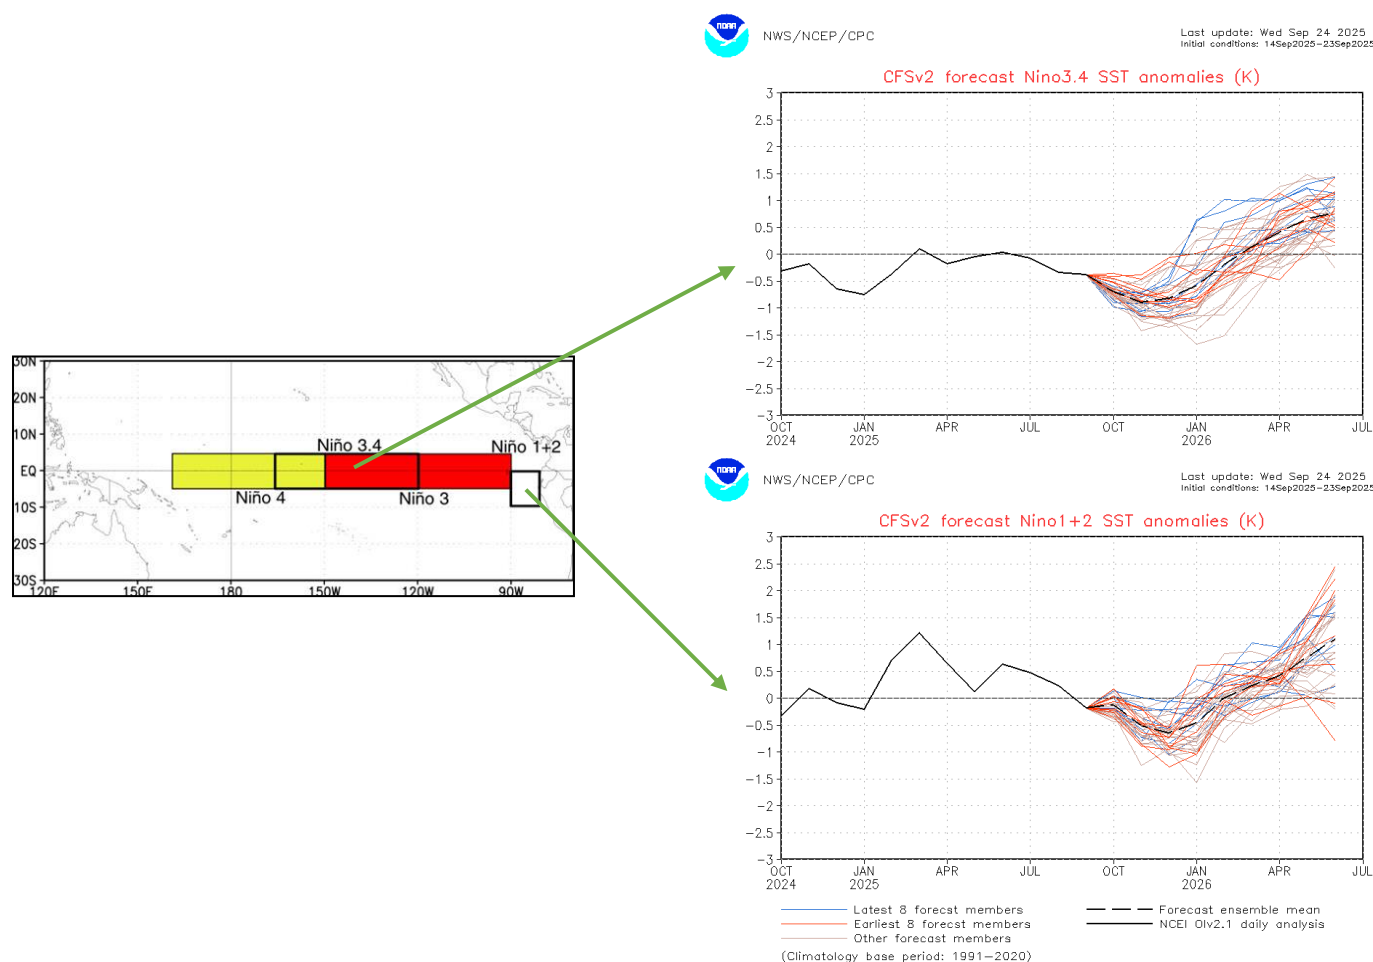 30N
20N
10N
EQ
10S
20S
30S
120E
150E
180
150W
120W
90W
Niño 3.4
Niño 1+2
Niño 4
Niño 3
NOAA
NWS/NCEP/CPC
Last update: Wed Sep 24 2025
Initial conditions: 14Sep2025-23Sep2025
CFSv2 forecast Nino3.4 SST anomalies (K)
3
2.5
2
1.5
1
0.5
0
-0.5
-1
-1.5
-2
-2.5
-3
OCT
2024
JAN
2025
APR
JUL
OCT
JAN
2026
APR
JUL
NOAA
NWS/NCEP/CPC
Last update: Wed Sep 24 2025
Initial conditions: 14Sep2025-23Sep2025
CFSv2 forecast Nino1+2 SST anomalies (K)
3
2.5
2
1.5
1
0.5
0
-0.5
-1
-1.5
-2
-2.5
-3
OCT
2024
JAN
2025
APR
JUL
OCT
JAN
2026
APR
JUL
Latest 8 forecst members
Earliest 8 forecst members
Other forecast members
(Climatology base period: 1991-2020)
Forecast ensemble mean
NCEI OIv2.1 daily analysis